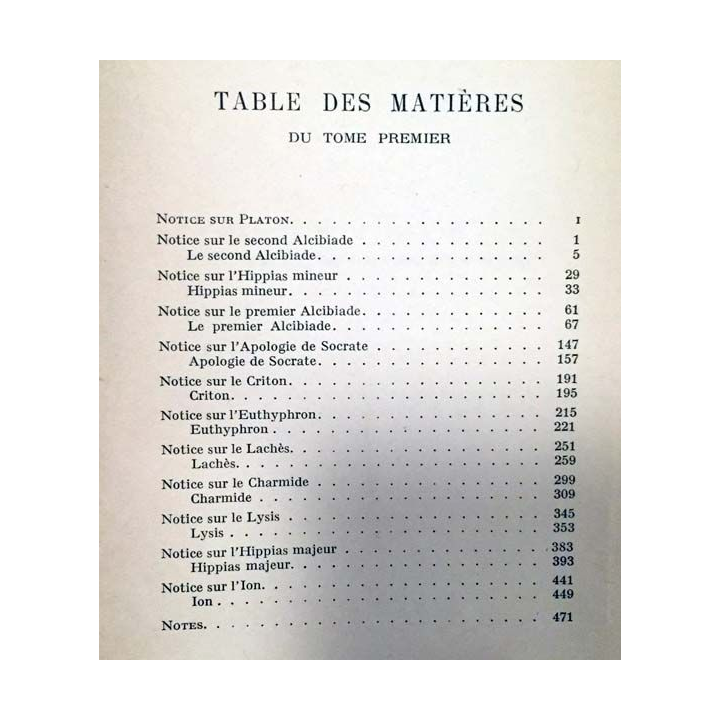 TABLE DES MATIÈRES
DU TOME PREMIER
NOTICE SUR PLATON. . . . . . . . . . . . . . . I
Notice sur le second Alcibiade . . . . . . . . . . . 1
Le second Alcibiade. . . . . . . . . . . . . 5
Notice sur l'Hippias mineur . . . . . . . . . . . . 29
Hippias mineur. . . . . . . . . . . . . . . 33
Notice sur le premier Alcibiade. . . . . . . . . . . 61
Le premier Alcibiade. . . . . . . . . . . . . 67
Notice sur l'Apologie de Socrate . . . . . . . . . . 147
Apologie de Socrate. . . . . . . . . . . . . 157
Notice sur le Criton. . . . . . . . . . . . . . . 191
Criton. . . . . . . . . . . . . . . . . . 195
Notice sur l'Euthyphron. . . . . . . . . . . . . 215
Euthyphron . . . . . . . . . . . . . . . . 221
Notice sur le Lachès. . . . . . . . . . . . . . . 251
Lachès. . . . . . . . . . . . . . . . . . 259
Notice sur le Charmide . . . . . . . . . . . . . 299
Charmide . . . . . . . . . . . . . . . . . 309
Notice sur le Lysis . . . . . . . . . . . . . . . 345
Lysis . . . . . . . . . . . . . . . . . . 353
Notice sur l'Hippias majeur . . . . . . . . . . . . 383
Hippias majeur. . . . . . . . . . . . . . . 393
Notice sur l'Ion. . . . . . . . . . . . . . . . 441
Ion . . . . . . . . . . . . . . . . . . . 449
NOTES. . . . . . . . . . . . . . . . . . . . 471